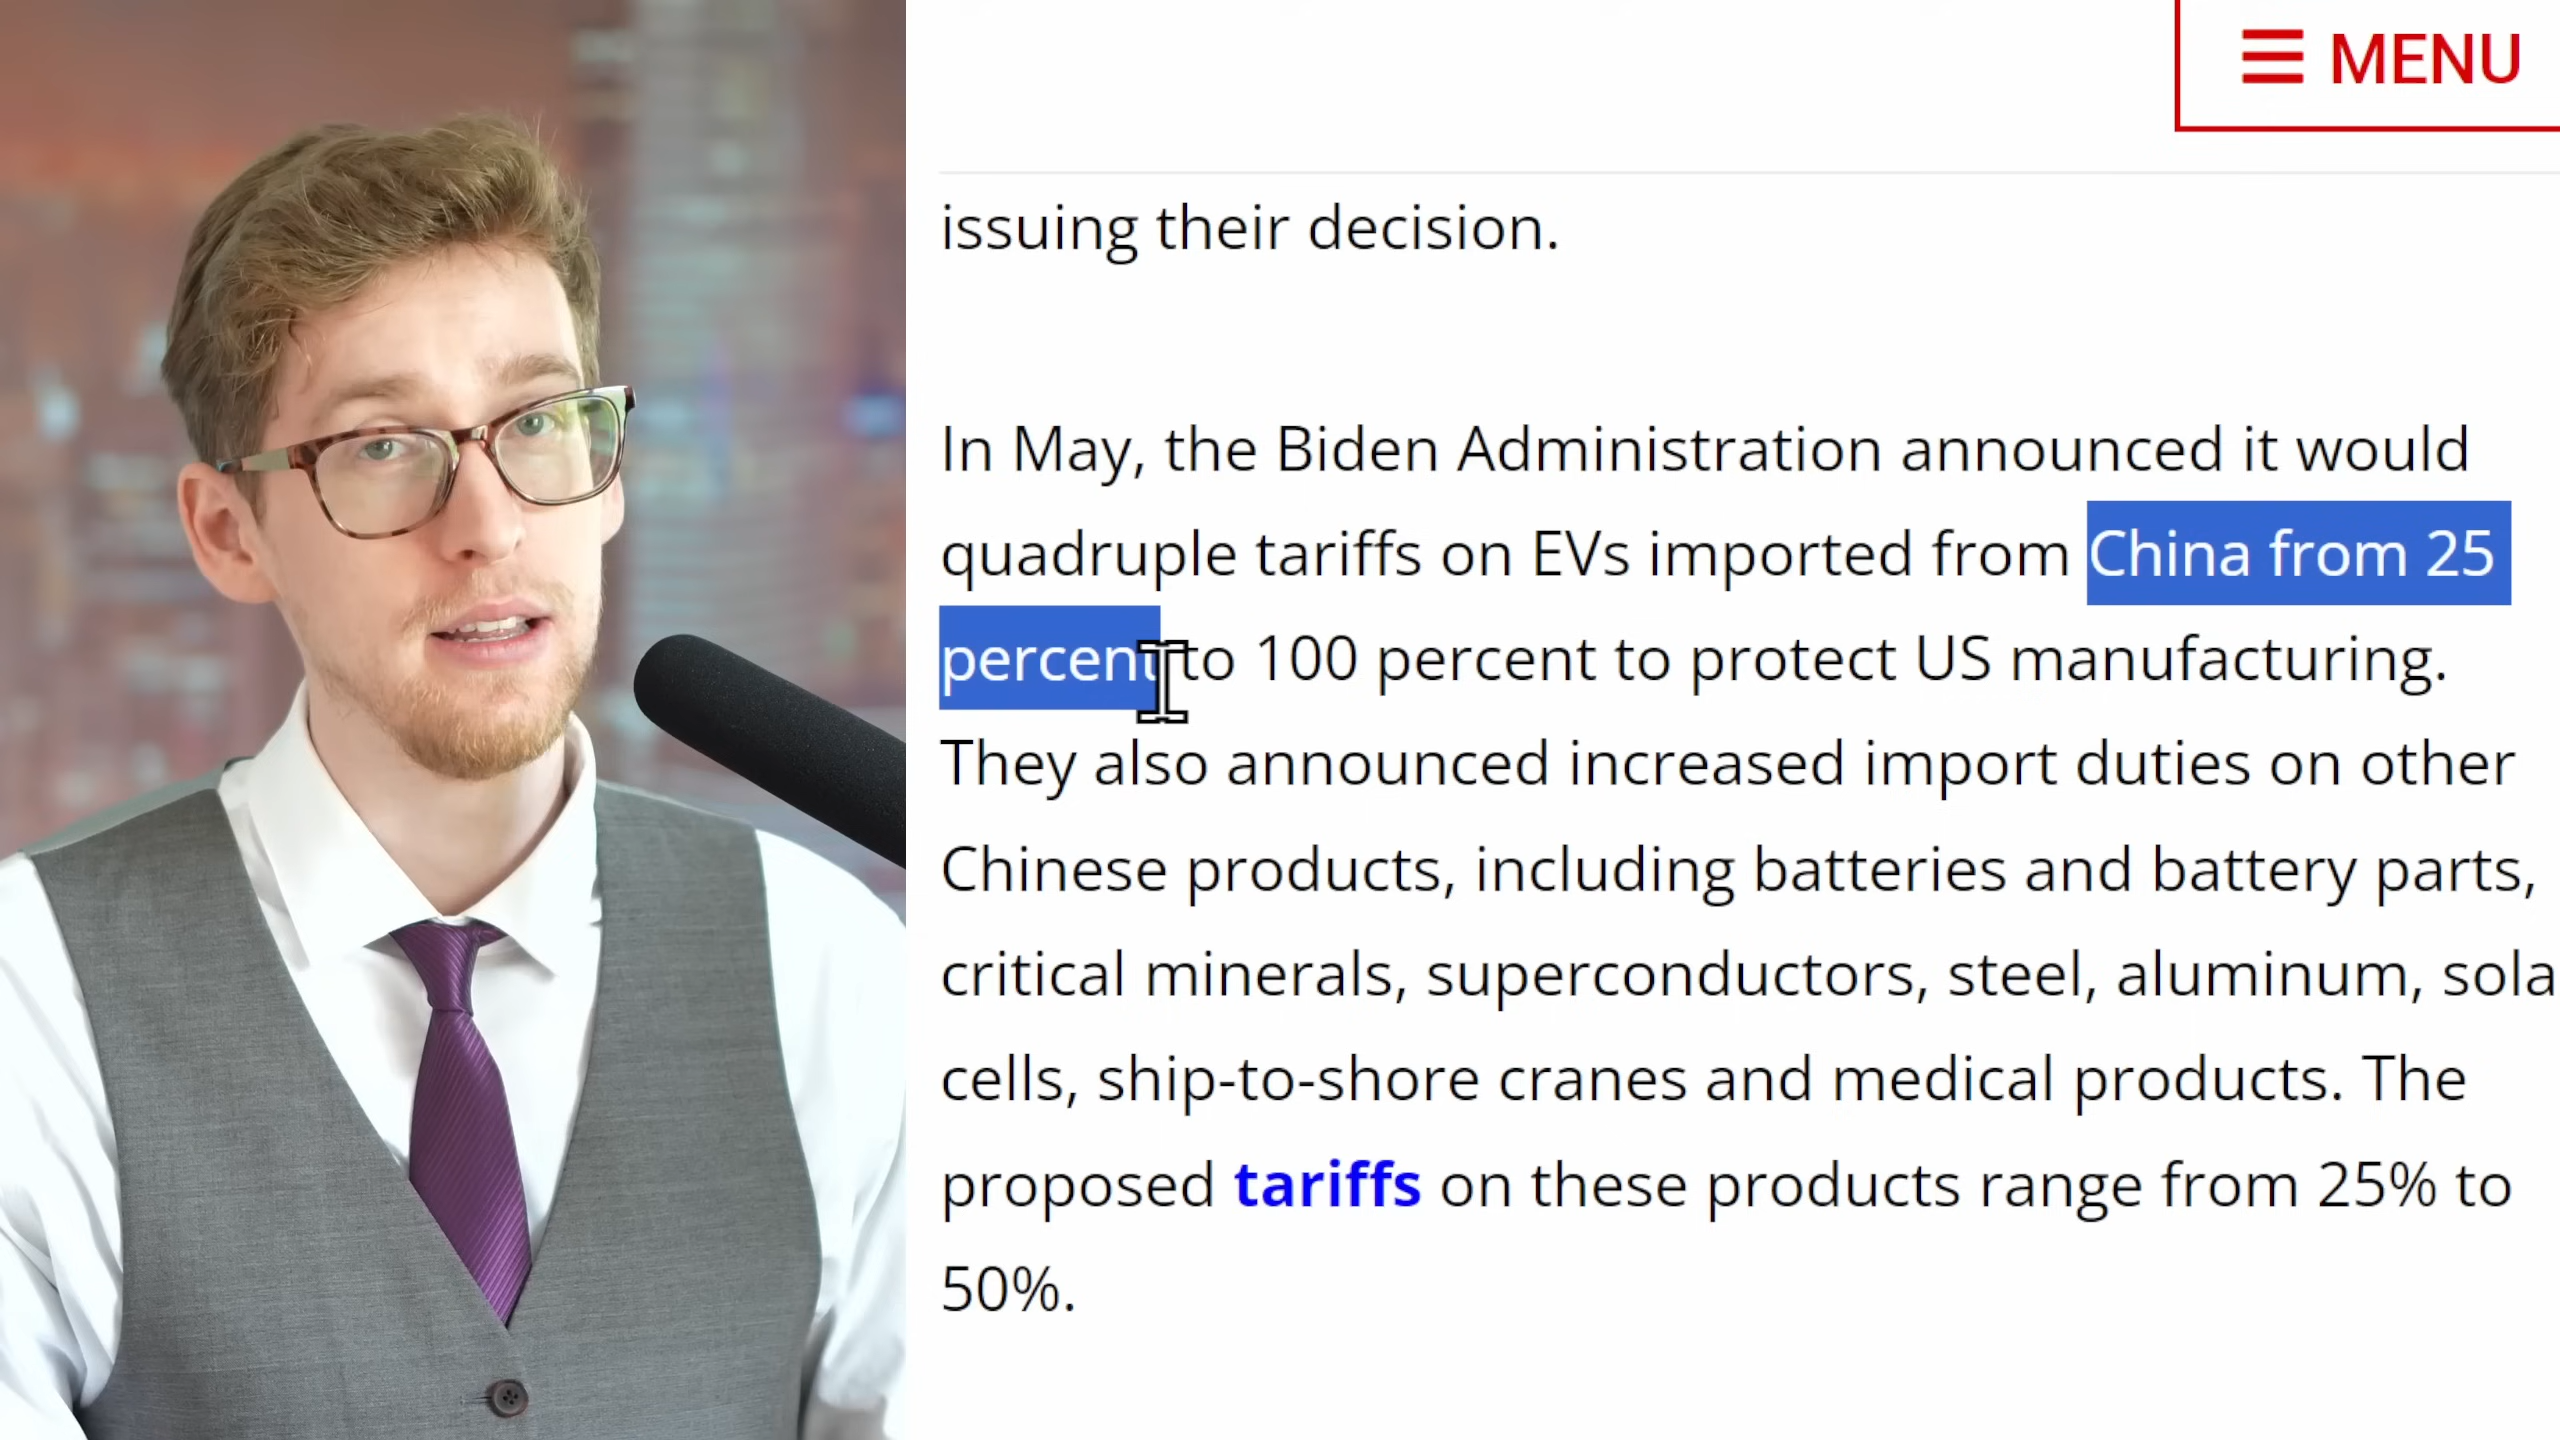 MENU
issuing their decision.
In May, the Biden Administration announced it would
quadruple tariffs on EVs imported from China from 25
percent to 100 percent to protect US manufacturing.
They also announced increased import duties on other
Chinese products, including batteries and battery parts,
critical minerals, superconductors, steel, aluminum, sola
cells, ship-to-shore cranes and medical products. The
proposed tariffs on these products range from 25% to
50%.